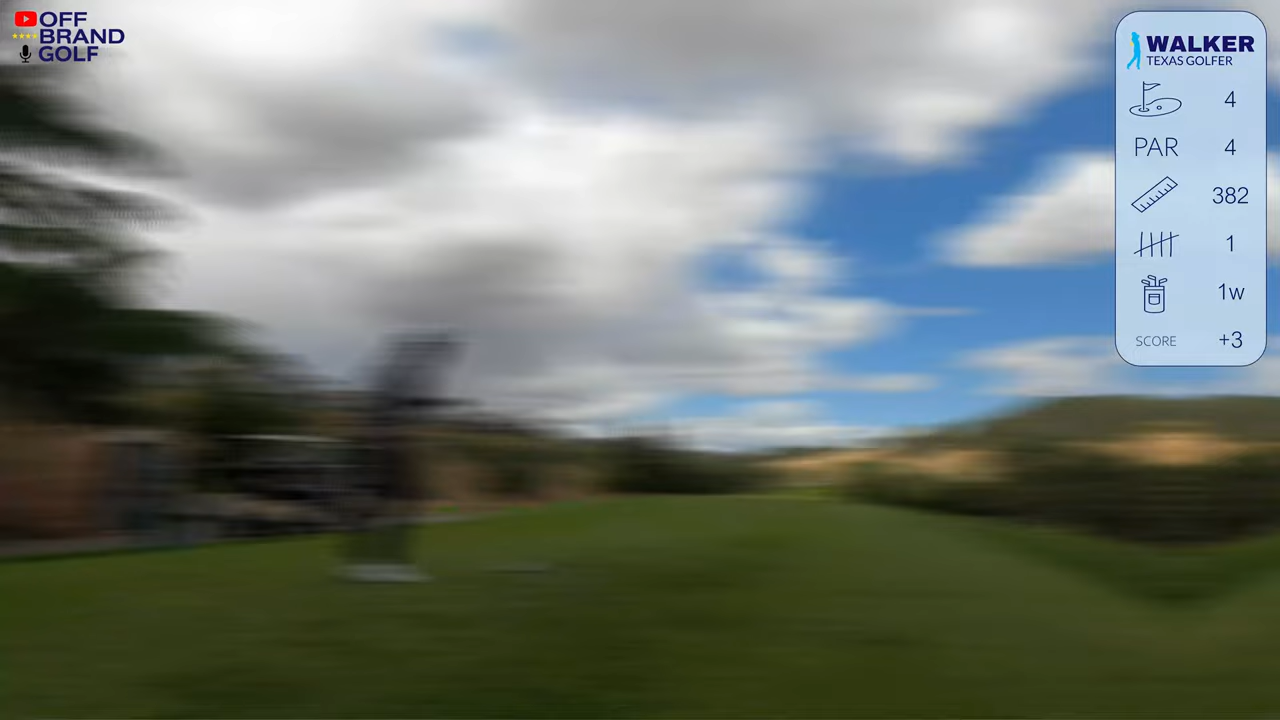 OFF
BRAND
GOLF
WALKER
TEXAS GOLFER
4
PAR 4
382
1
1w
SCORE +3